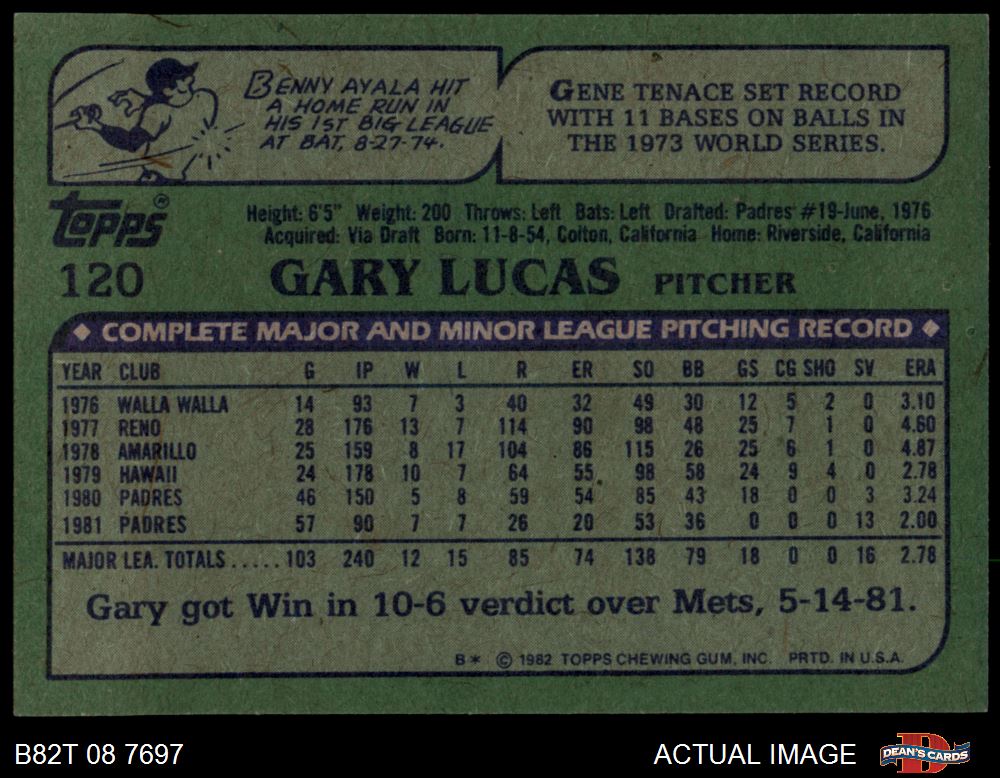 BENNY AYALA HIT
A HOME RUN IN
HIS 1ST BIG LEAGUE
AT BAT, 8-27-74.
GENE TENACE SET RECORD
WITH 11 BASES ON BALLS IN
THE 1973 WORLD SERIES.
topps®
Height: 6'5" Weight: 200 Throws: Left Bats: Left Drafted: Padres #19-June, 1976
Acquired: Via Draft Born: 11-8-54, Colton, California Home: Riverside, California
120 GARY LUCAS PITCHER
◆ COMPLETE MAJOR AND MINOR LEAGUE PITCHING RECORD ◆
YEAR CLUB G IP W L R ER SO BB GS CG SHO SV ERA
1976 WALLA WALLA 14 93 7 3 40 32 49 30 12 5 2 0 3.10
1977 RENO 28 176 13 7 114 90 98 48 25 7 1 0 4.60
1978 AMARILLO 25 159 8 17 104 86 115 26 25 6 1 0 4.87
1979 HAWAII 24 178 10 7 64 55 98 58 24 9 4 0 2.78
1980 PADRES 46 150 5 8 59 54 85 43 18 0 0 3 3.24
1981 PADRES 57 90 7 7 26 20 53 36 0 0 0 13 2.00
MAJOR LEA. TOTALS ..... 103 240 12 15 85 74 138 79 18 0 0 16 2.78
Gary got Win in 10-6 verdict over Mets, 5-14-81.
B* © 1982 TOPPS CHEWING GUM, INC. PRTD. IN U.S.A.
B82T 08 7697 ACTUAL IMAGE DEAN'S CARDS